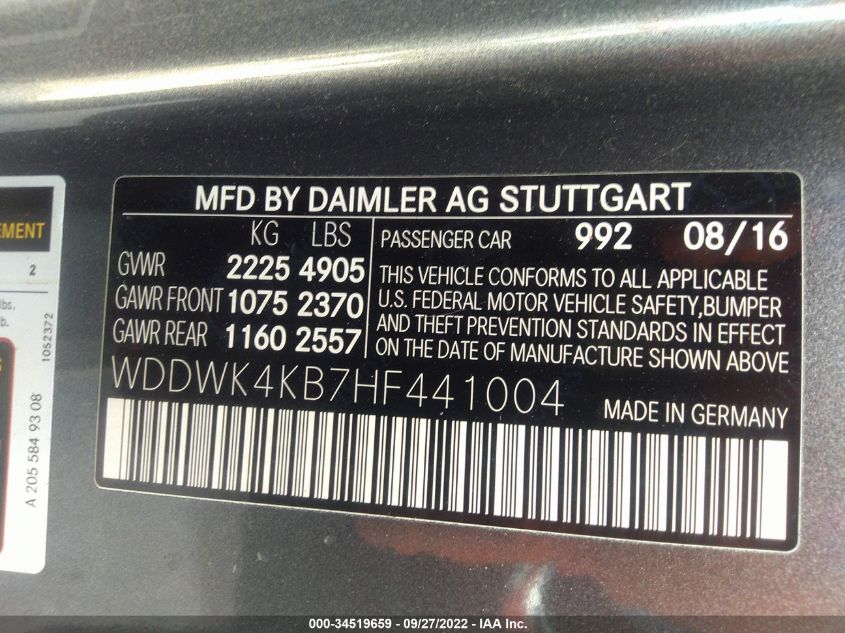 MFD BY DAIMLER AG STUTTGART
KG LBS
GVWR 2225 4905
GAWR FRONT 1075 2370
GAWR REAR 1160 2557
PASSENGER CAR 992 08/16
THIS VEHICLE CONFORMS TO ALL APPLICABLE
U.S. FEDERAL MOTOR VEHICLE SAFETY,BUMPER
AND THEFT PREVENTION STANDARDS IN EFFECT
ON THE DATE OF MANUFACTURE SHOWN ABOVE
WDDWK4KB7HF441004
MADE IN GERMANY
EMENT
2
lbs.
lb.
1052372
A 205 584 93 08
000-34519659 - 09/27/2022 - IAA Inc.